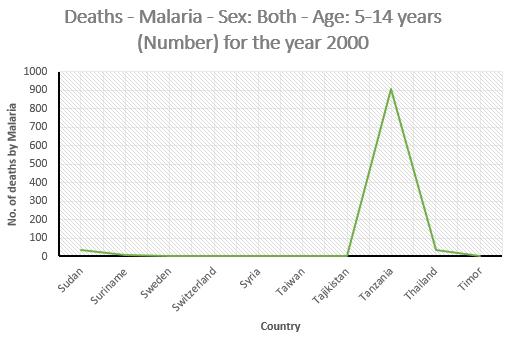 Deaths - Malaria - Sex: Both - Age: 5-14 years
(Number) for the year 2000
No. of deaths by Malaria
1000
900
800
700
600
500
400
300
200
100
0
Sudan
Suriname
Sweden
Switzerland
Syria
Taiwan
Tajikistan
Tanzania
Thailand
Timor
Country